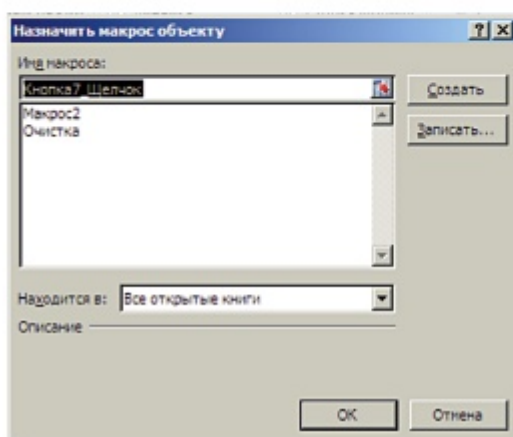 Назначить макрос объекту
Имя макроса:
Кнопка7_Щелчок
Создать
Макрос2
Очистка
Записать...
Находится в: Все открытые книги
Описание
ОК
Отмена